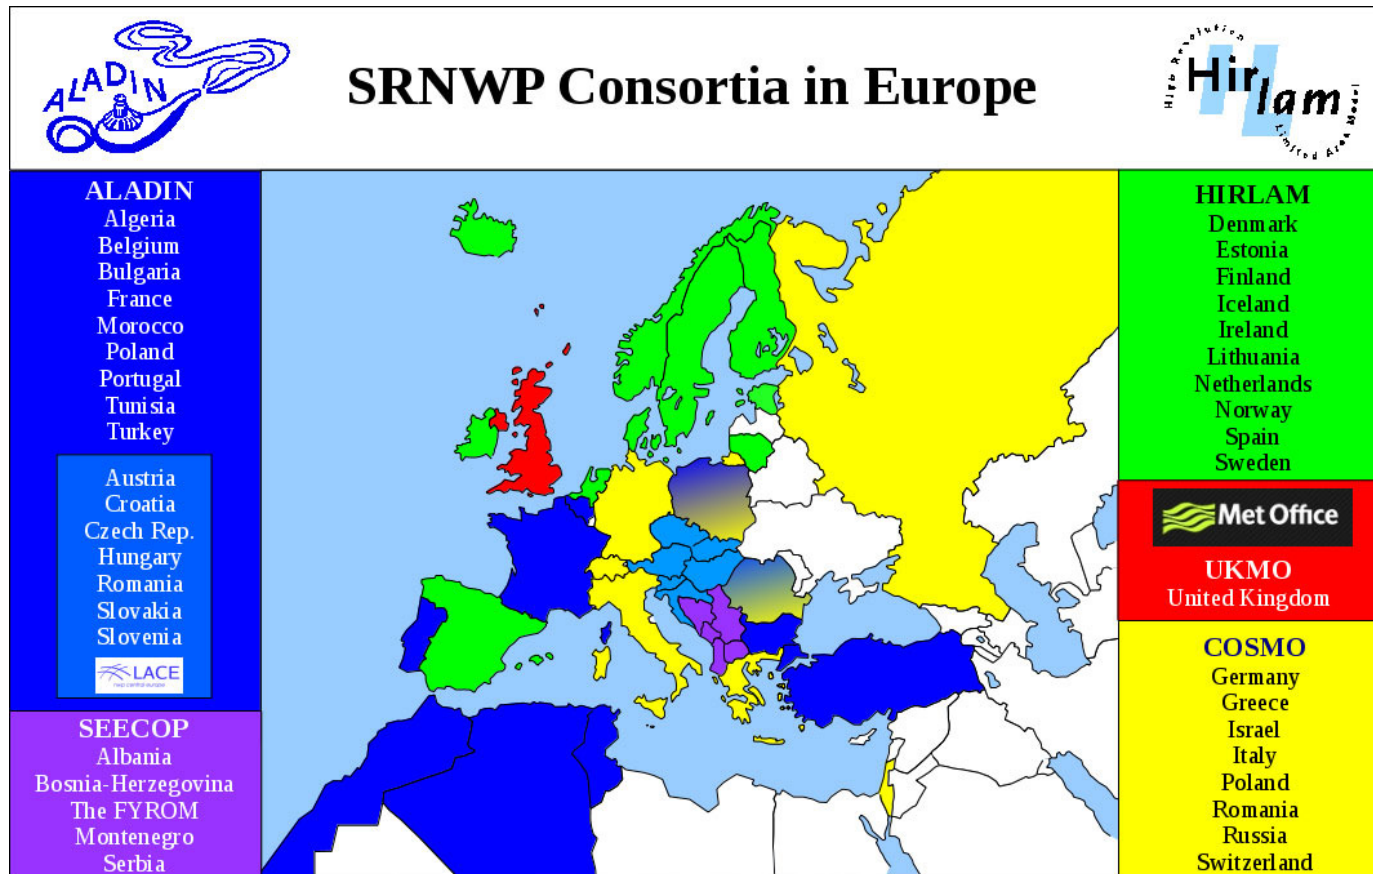 ALADIN
SRNWP Consortia in Europe
High Resolution
Hirlam
Limited Area Model
ALADIN
Algeria
Belgium
Bulgaria
France
Morocco
Poland
Portugal
Tunisia
Turkey
Austria
Croatia
Czech Rep.
Hungary
Romania
Slovakia
Slovenia
LACE
nwp central europe
SEECOP
Albania
Bosnia-Herzegovina
The FYROM
Montenegro
Serbia
HIRLAM
Denmark
Estonia
Finland
Iceland
Ireland
Lithuania
Netherlands
Norway
Spain
Sweden
Met Office
UKMO
United Kingdom
COSMO
Germany
Greece
Israel
Italy
Poland
Romania
Russia
Switzerland